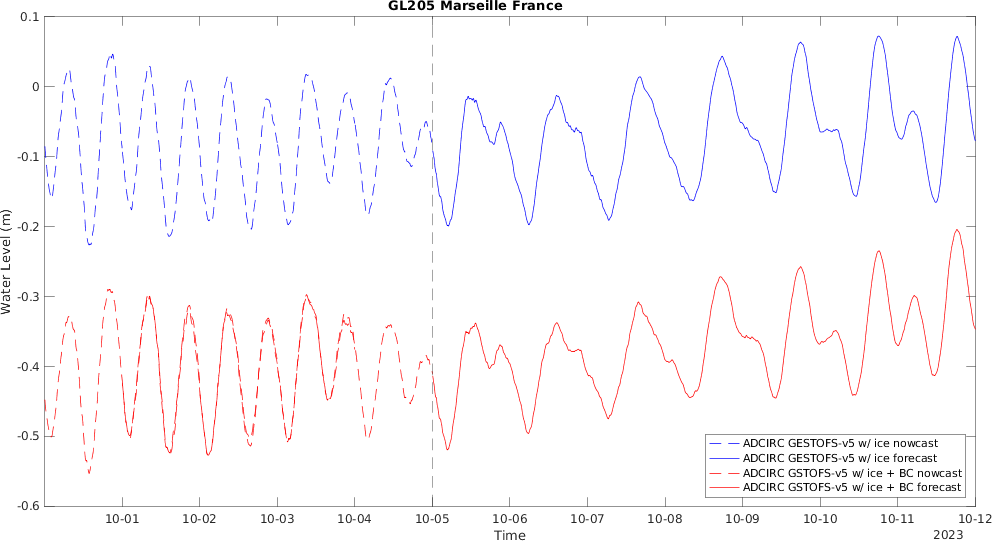 GL205 Marseille France
0.1
0
-0.1
-0.2
-0.3
-0.4
-0.5
-0.6
Water Level (m)
ADCIRC GESTOFS-v5 w/ ice nowcast
ADCIRC GESTOFS-v5 w/ ice forecast
ADCIRC GSTOFS-v5 w/ ice + BC nowcast
ADCIRC GSTOFS-v5 w/ ice + BC forecast
10-01 10-02 10-03 10-04 10-05 10-06 10-07 10-08 10-09 10-10 10-11 10-12
Time
2023